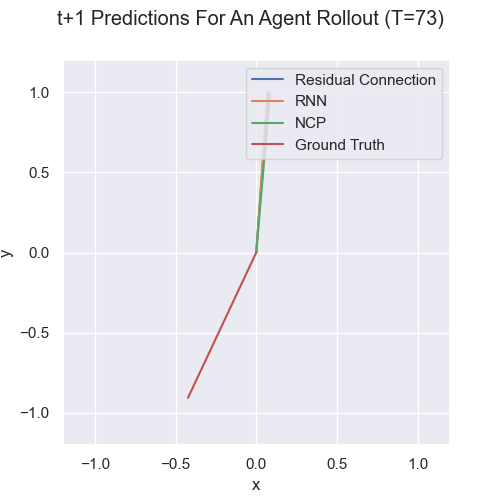 t+1 Predictions For An Agent Rollout (T=73)
Residual Connection
RNN
NCP
Ground Truth
1.0
0.5
0.0
−0.5
−1.0
y
−1.0 −0.5 0.0 0.5 1.0
x